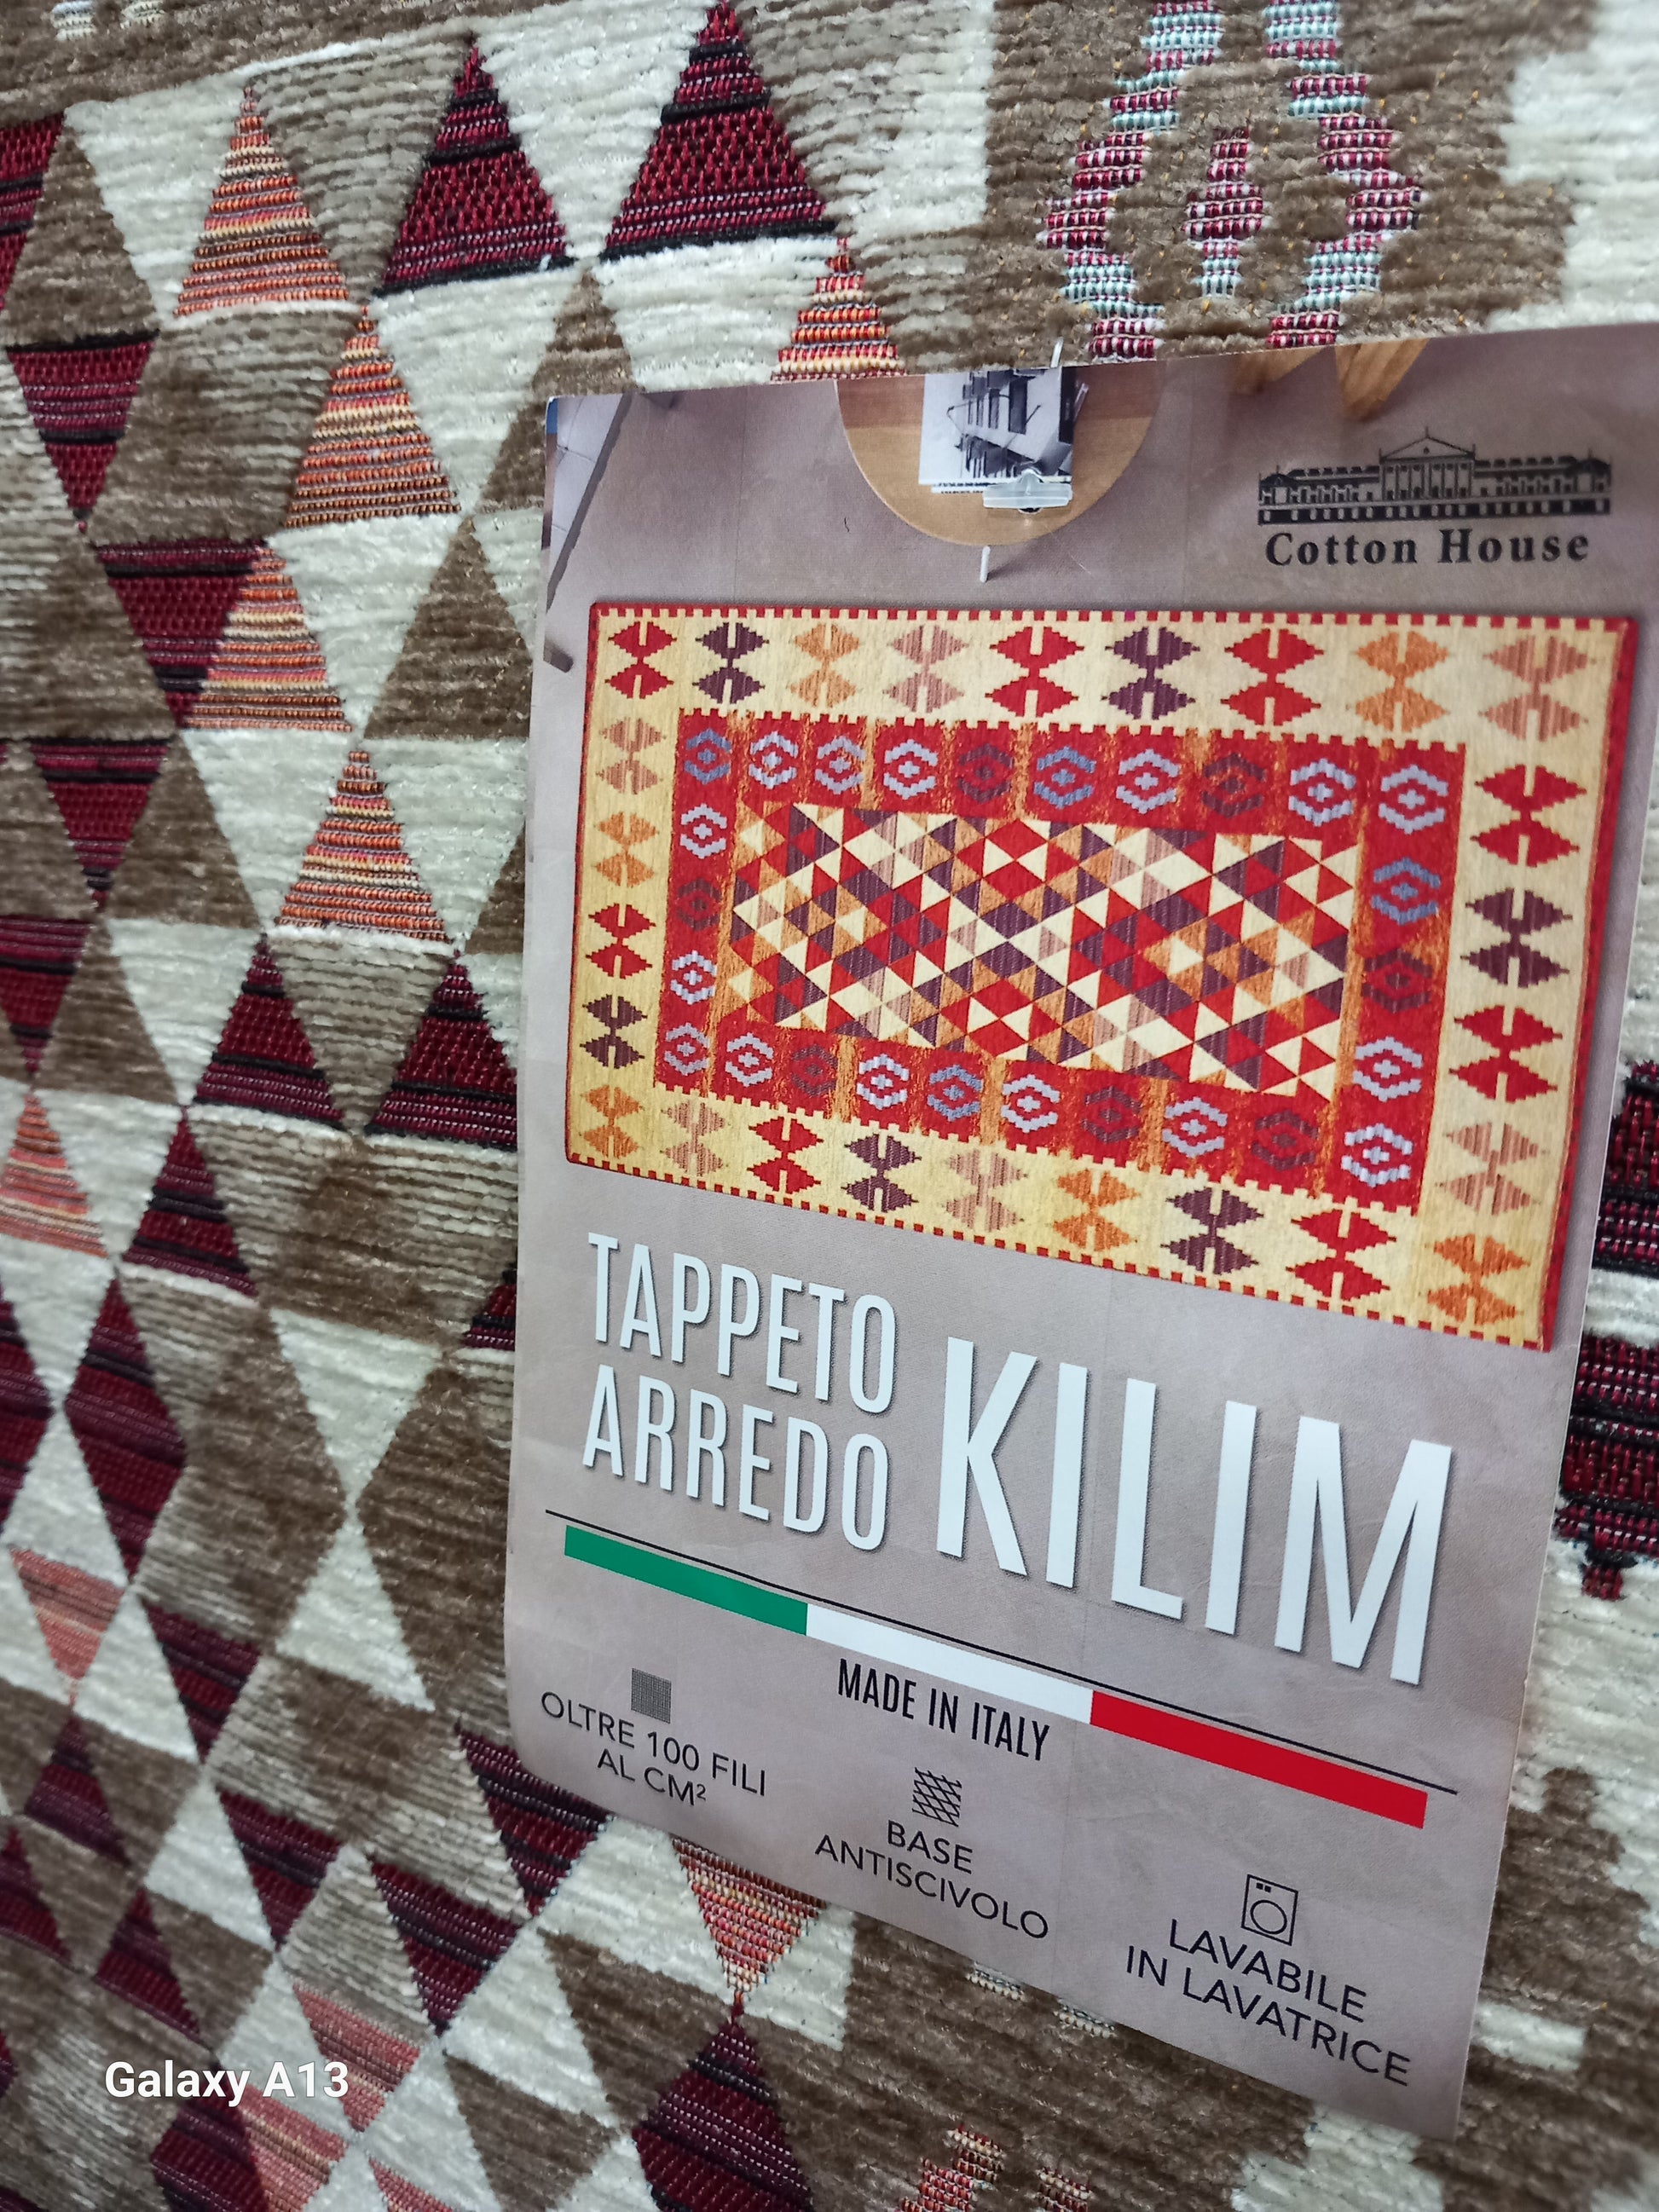 Cotton House
TAPPETO
ARREDO
KILIM
MADE IN ITALY
OLTRE 100 FILI
AL CM²
BASE
ANTISCIVOLO
LAVABILE
IN LAVATRICE
Galaxy A13